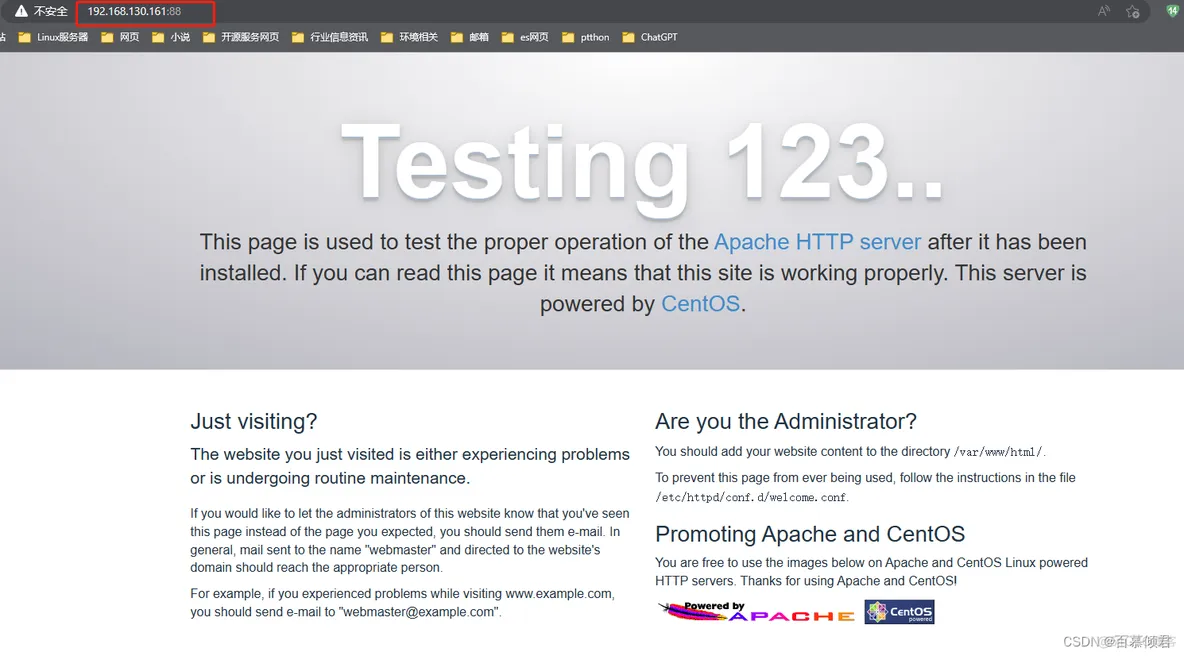 不安全 192.168.130.161:88 14
站 Linux服务器 网页 小说 开源服务网页 行业信息资讯 环境相关 邮箱 es网页 ptthon ChatGPT
Testing 123..
This page is used to test the proper operation of the Apache HTTP server after it has been
installed. If you can read this page it means that this site is working properly. This server is
powered by CentOS.
Just visiting?
The website you just visited is either experiencing problems
or is undergoing routine maintenance.
If you would like to let the administrators of this website know that you've seen
this page instead of the page you expected, you should send them e-mail. In
general, mail sent to the name "webmaster" and directed to the website's
domain should reach the appropriate person.
For example, if you experienced problems while visiting www.example.com,
you should send e-mail to "webmaster@example.com".
Are you the Administrator?
You should add your website content to the directory /var/www/html/.
To prevent this page from ever being used, follow the instructions in the file
/etc/httpd/conf.d/welcome.conf.
Promoting Apache and CentOS
You are free to use the images below on Apache and CentOS Linux powered
HTTP servers. Thanks for using Apache and CentOS!
Powered by
APACHE
CentOS
powered
CSDN @百慕倾君